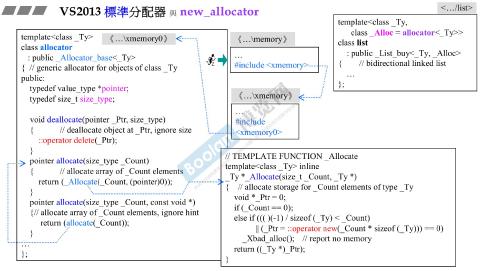 VS2013 標準分配器 與 new_allocator
<…/list>
template<class _Ty>
class allocator
: public _Allocator_base<_Ty>
{ // generic allocator for objects of class _Ty
public:
typedef value_type *pointer;
typedef size_t size_type;
void deallocate(pointer _Ptr, size_type)
{ // deallocate object at _Ptr, ignore size
::operator delete(_Ptr);
}
pointer allocate(size_type _Count)
{ // allocate array of _Count elements
return (_Allocate(_Count, (pointer)0));
}
pointer allocate(size_type _Count, const void *)
{// allocate array of _Count elements, ignore hint
return (allocate(_Count));
}
…
};
《…\xmemory0》
《…\memory》
…
#include <xmemory>
《…\xmemory》
…
#include
<xmemory0>
template<class _Ty,
class _Alloc = allocator<_Ty>>
class list
: public _List_buy<_Ty, _Alloc>
{ // bidirectional linked list
…
};
// TEMPLATE FUNCTION _Allocate
template<class _Ty> inline
_Ty *_Allocate(size_t _Count, _Ty *)
{ // allocate storage for _Count elements of type _Ty
void *_Ptr = 0;
if (_Count == 0);
else if (((size_t)(-1) / sizeof (_Ty) < _Count)
|| (_Ptr = ::operator new(_Count * sizeof (_Ty))) == 0)
_Xbad_alloc(); // report no memory
return ((_Ty *)_Ptr);
}
Boolan